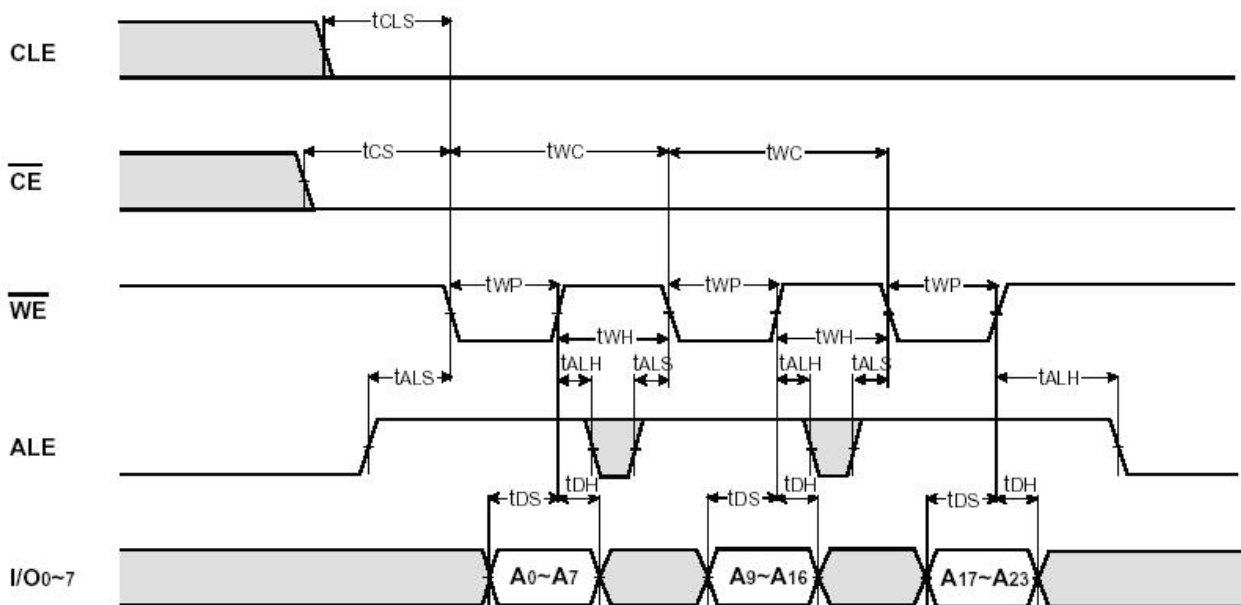 CLE
tCLS
CE
tCS
tWC
tWC
WE
tWP
tWP
tWP
tWH
tWH
tALS
tALH
tALS
tALH
tALS
tALH
ALE
tDS
tDH
tDS
tDH
tDS
tDH
I/O0~7
A0~A7
A9~A16
A17~A23